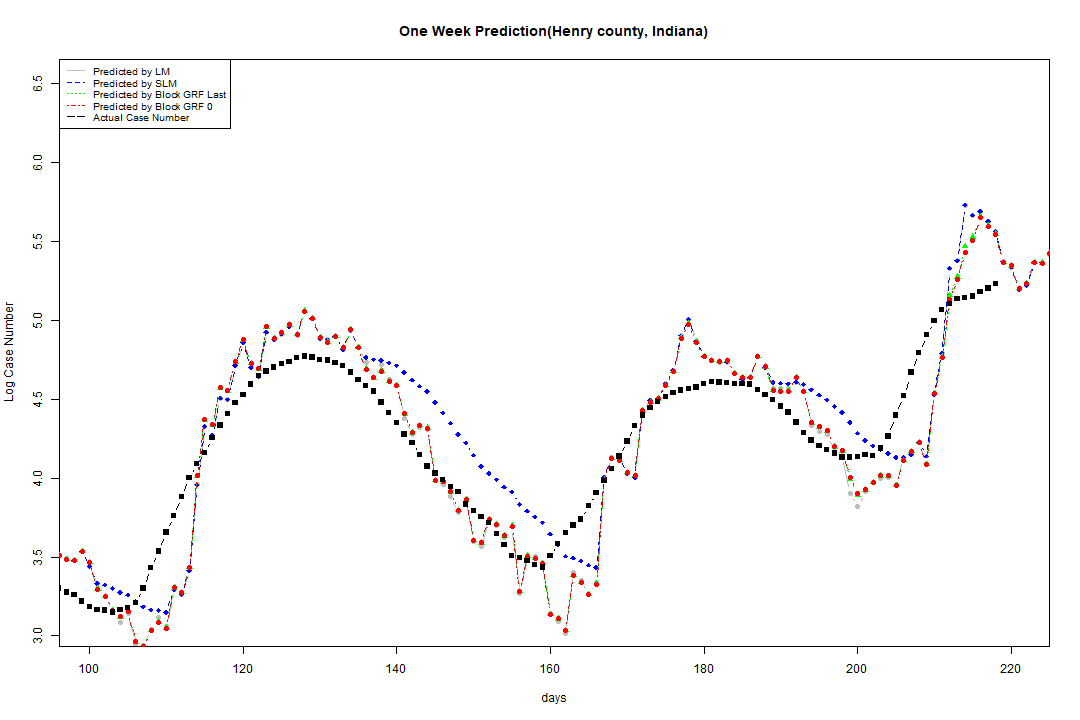 One Week Prediction(Henry county, Indiana)
Predicted by LM
Predicted by SLM
Predicted by Block GRF Last
Predicted by Block GRF 0
Actual Case Number
6.5
6.0
5.5
5.0
4.5
4.0
3.5
3.0
Log Case Number
100 120 140 160 180 200 220
days